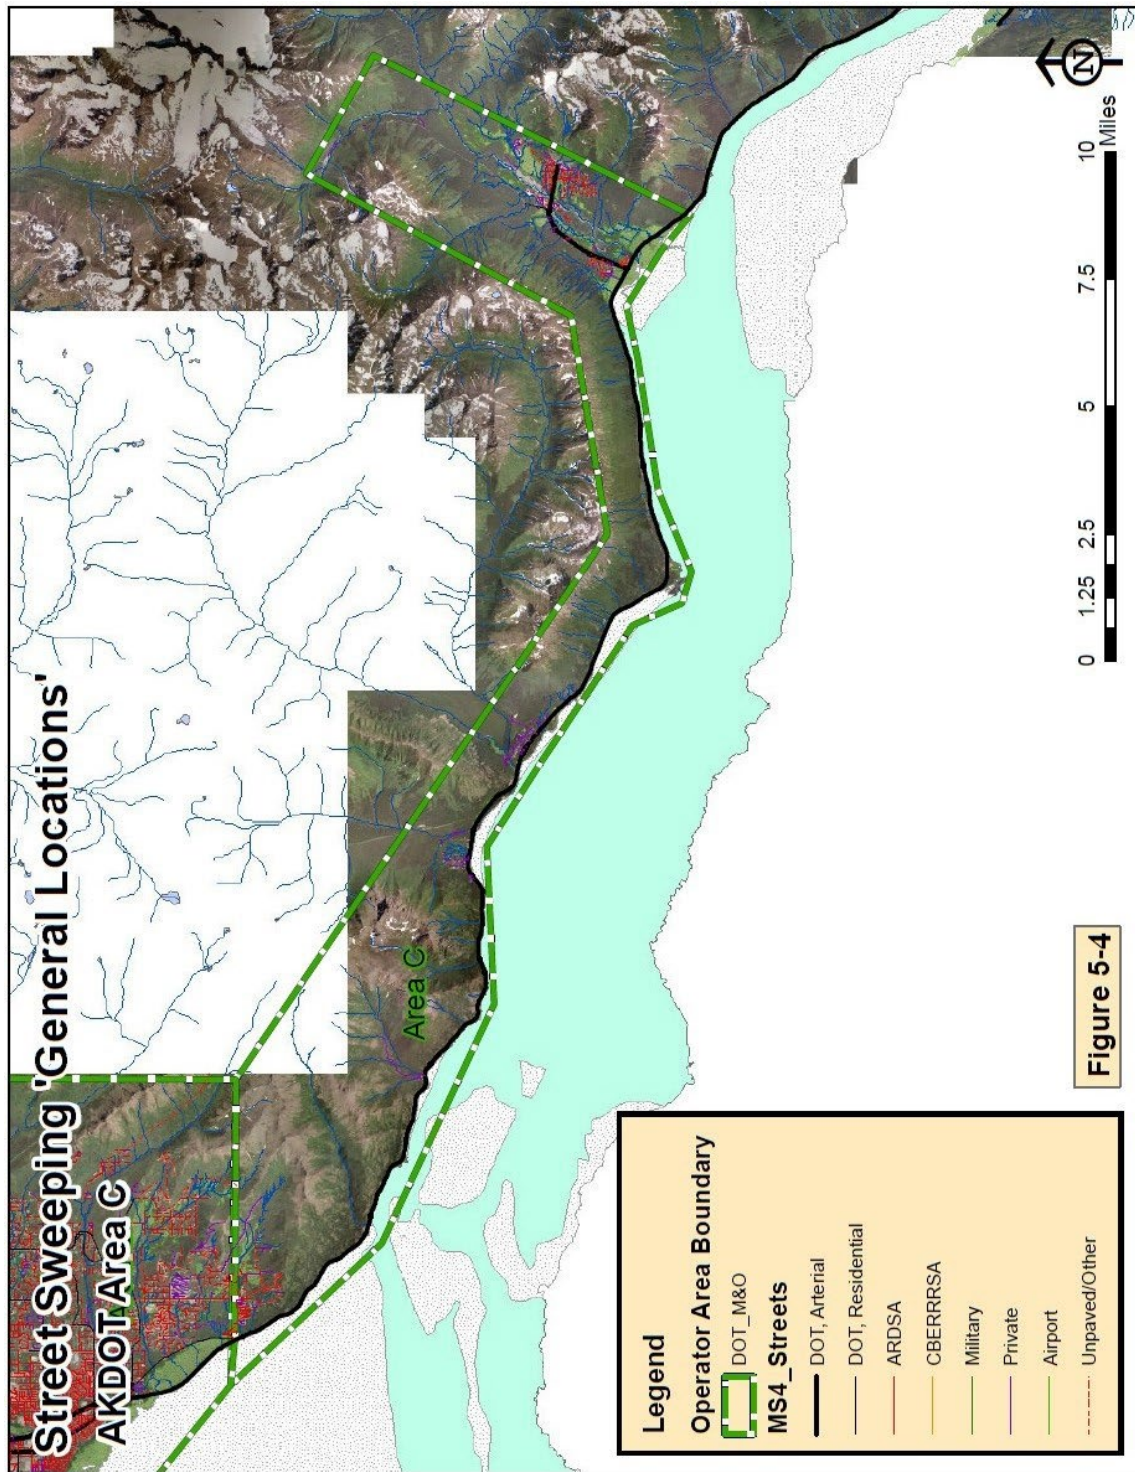 Street Sweeping 'General Locations'
AKDOT Area C
Area C
Legend
Operator Area Boundary
DOT_M&O
MS4_Streets
DOT, Arterial
DOT, Residential
ARDSA
CBERRRSA
Military
Private
Airport
Unpaved/Other
Figure 5-4
0 1.25 2.5 5 7.5 10
Miles
N